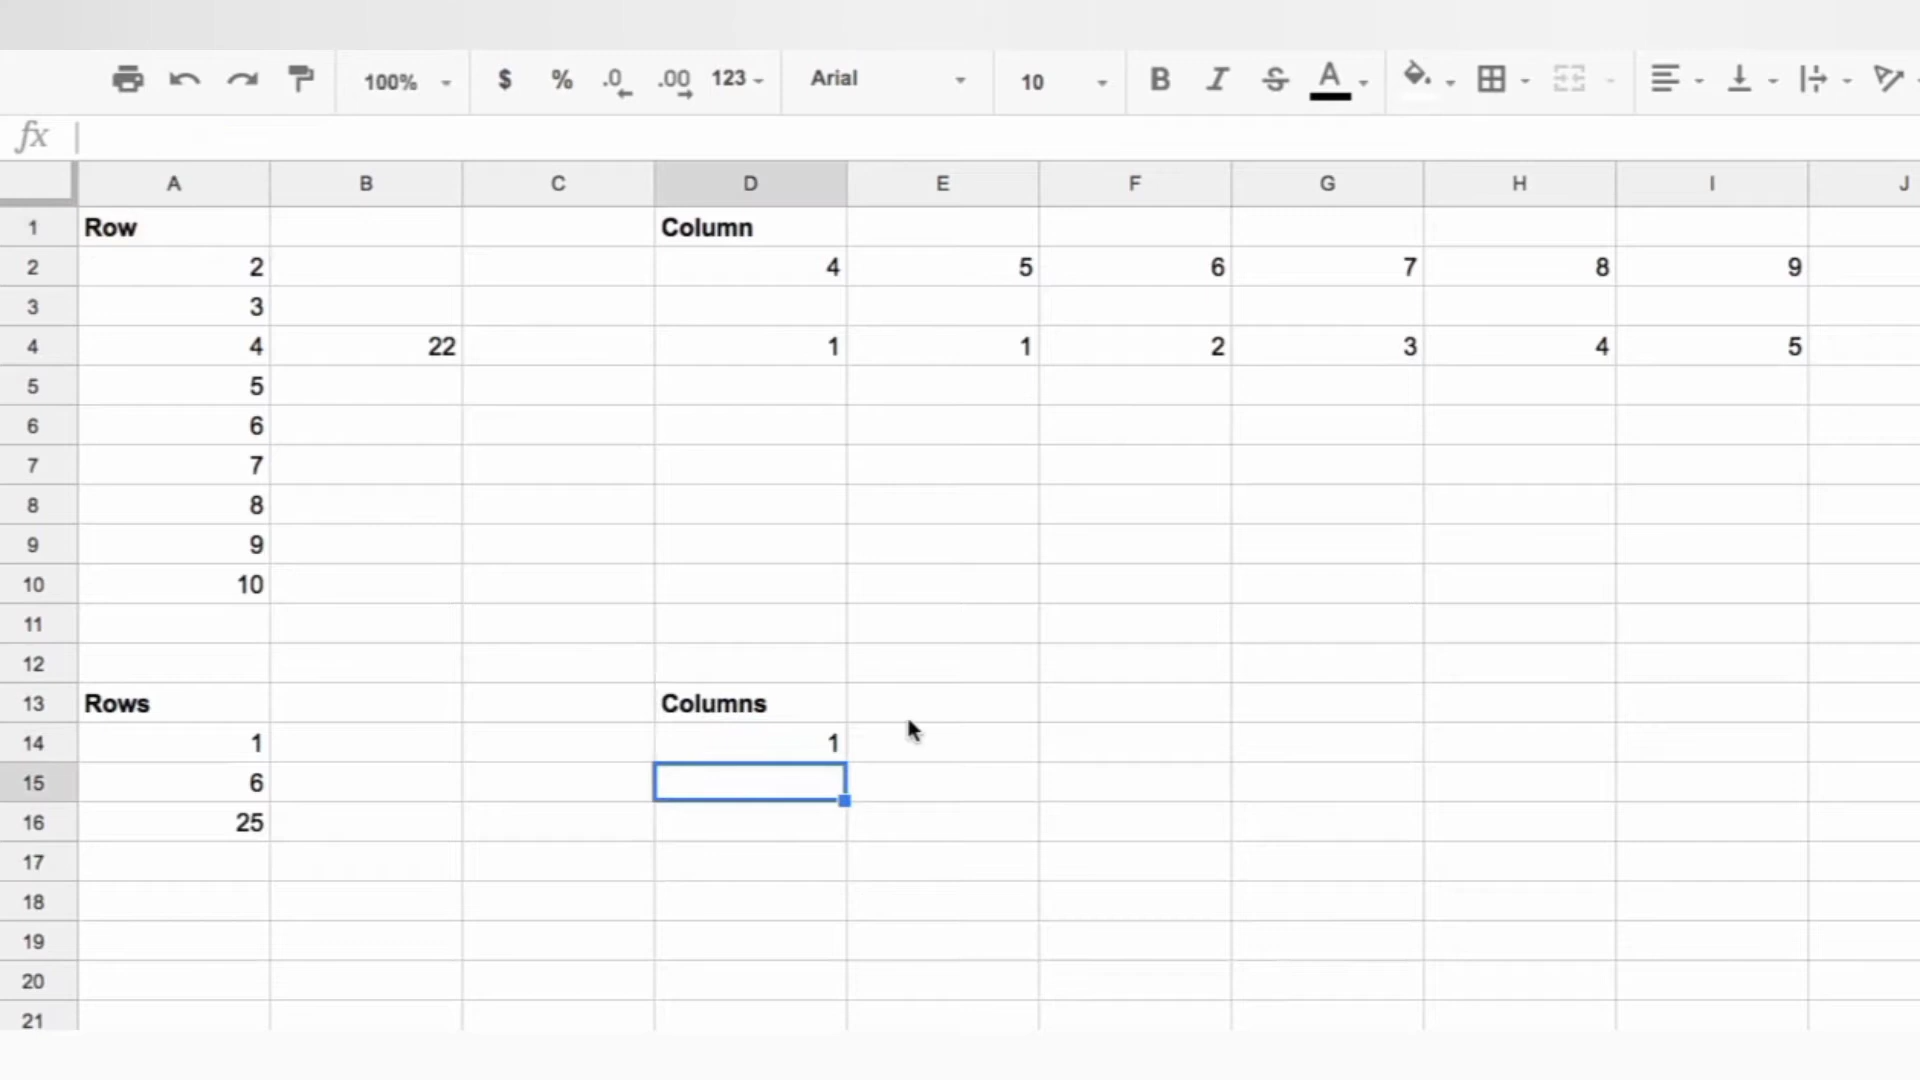 100% $ % .0 .00 123 Arial 10 B I S A
fx
A B C D E F G H I J
1 Row Column
2 2 4 5 6 7 8 9
3 3
4 4 22 1 1 2 3 4 5
5 5
6 6
7 7
8 8
9 9
10 10
11
12
13 Rows Columns
14 1 1
15 6
16 25
17
18
19
20
21